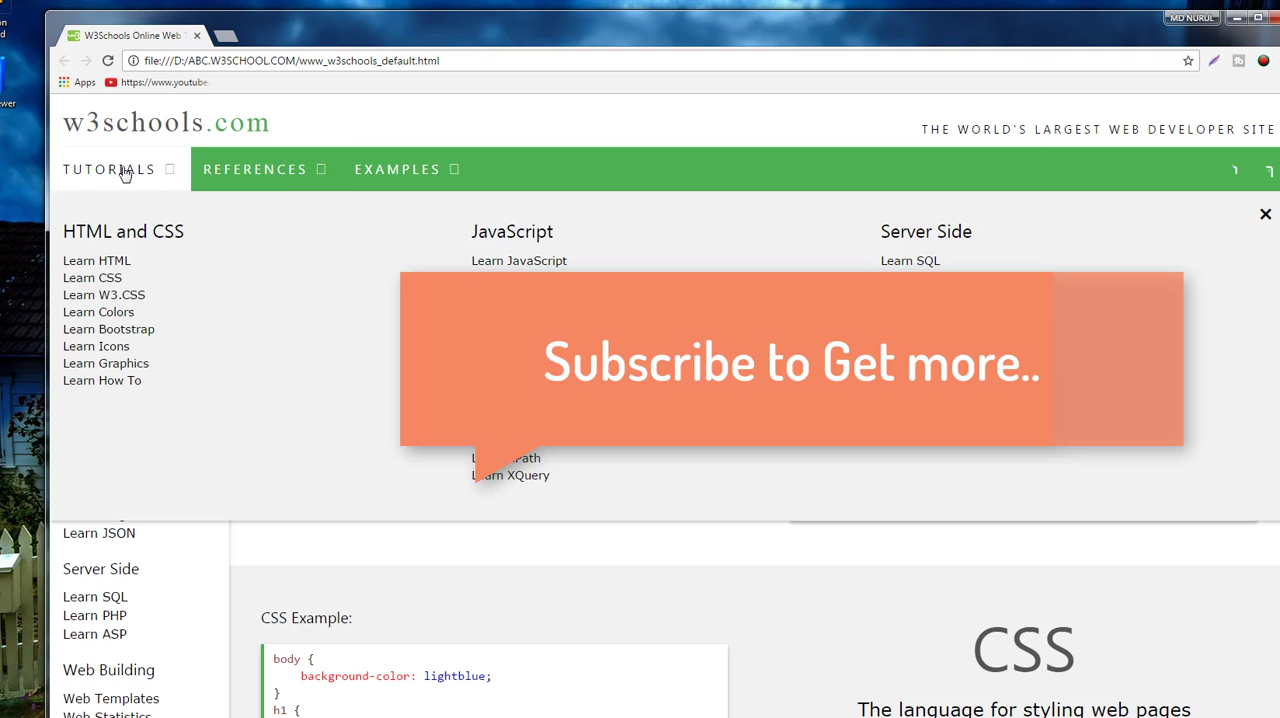 on
d
ewer
MD NURUL
W3Schools Online Web T
file:///D:/ABC.W3SCHOOL.COM/www_w3schools_default.html
Apps
https://www.youtube.
w3schools.com
THE WORLD'S LARGEST WEB DEVELOPER SITE
TUTORIALS REFERENCES EXAMPLES
HTML and CSS
Learn HTML
Learn CSS
Learn W3.CSS
Learn Colors
Learn Bootstrap
Learn Icons
Learn Graphics
Learn How To
JavaScript
Learn JavaScript
Server Side
Learn SQL
Subscribe to Get more..
Learn XQuery
Learn JSON
Server Side
Learn SQL
Learn PHP
Learn ASP
Web Building
Web Templates
Web Statistics
CSS Example:
body {
background-color: lightblue;
}
h1 {
CSS
The language for styling web pages